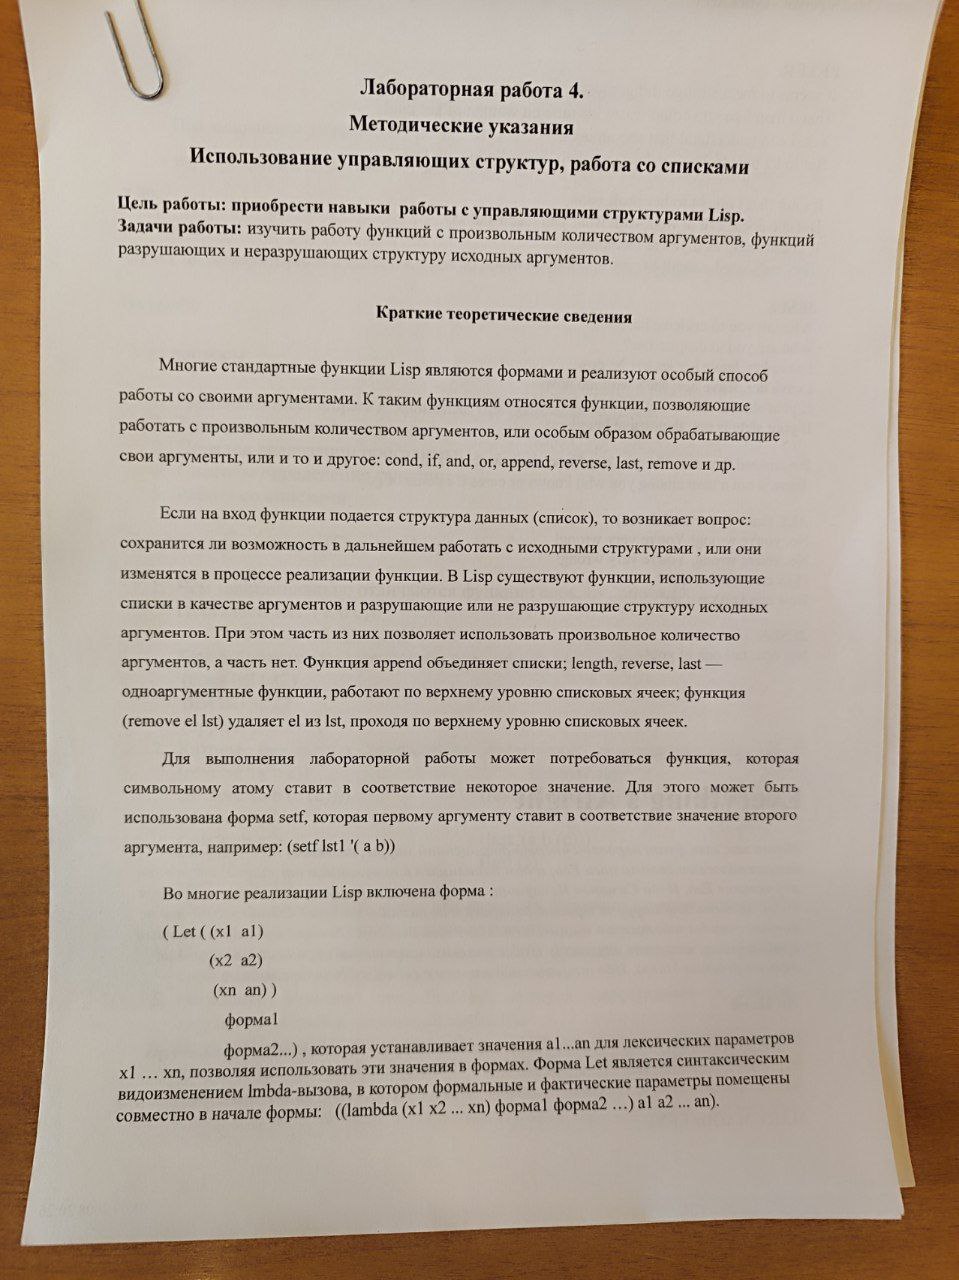 Лабораторная работа 4.
Методические указания
Использование управляющих структур, работа со списками
Цель работы: приобрести навыки работы с управляющими структурами Lisp.
Задачи работы: изучить работу функций с произвольным количеством аргументов, функций
разрушающих и неразрушающих структуру исходных аргументов.
Краткие теоретические сведения
Многие стандартные функции Lisp являются формами и реализуют особый способ
работы со своими аргументами. К таким функциям относятся функции, позволяющие
работать с произвольным количеством аргументов, или особым образом обрабатывающие
свои аргументы, или и то и другое: cond, if, and, or, append, reverse, last, remove и др.
Если на вход функции подается структура данных (список), то возникает вопрос:
сохранится ли возможность в дальнейшем работать с исходными структурами , или они
изменятся в процессе реализации функции. В Lisp существуют функции, использующие
списки в качестве аргументов и разрушающие или не разрушающие структуру исходных
аргументов. При этом часть из них позволяет использовать произвольное количество
аргументов, а часть нет. Функция append объединяет списки; length, reverse, last —
одноаргументные функции, работают по верхнему уровню списковых ячеек; функция
(remove el lst) удаляет el из lst, проходя по верхнему уровню списковых ячеек.
Для выполнения лабораторной работы может потребоваться функция, которая
символьному атому ставит в соответствие некоторое значение. Для этого может быть
использована форма setf, которая первому аргументу ставит в соответствие значение второго
аргумента, например: (setf lst1 '( a b))
Во многие реализации Lisp включена форма :
( Let ( (x1 a1)
(x2 a2)
(xn an) )
форма1
форма2...) , которая устанавливает значения a1...an для лексических параметров
x1 … xn, позволяя использовать эти значения в формах. Форма Let является синтаксическим
видоизменением lmbda-вызова, в котором формальные и фактические параметры помещены
совместно в начале формы: ((lambda (x1 x2 ... xn) форма1 форма2 …) a1 a2 ... an).